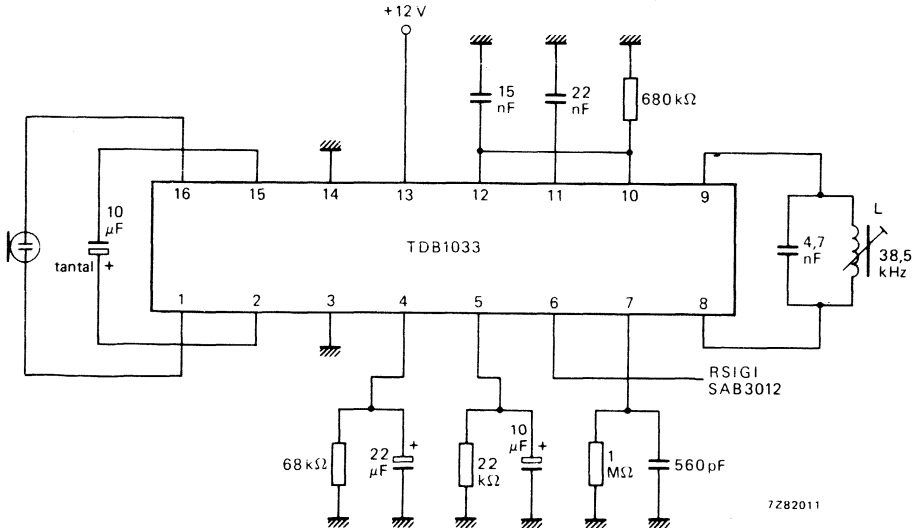 +12 V
15
nF
22
nF
680 kΩ
16
15
14
13
12
11
10
9
10
µF
tantal +
TDB1033
4,7
nF
L
38,5
kHz
1
2
3
4
5
6
7
8
RSIGI
SAB3012
68 kΩ
22
µF
+
22
kΩ
10
µF
+
1
MΩ
560 pF
7Z82011